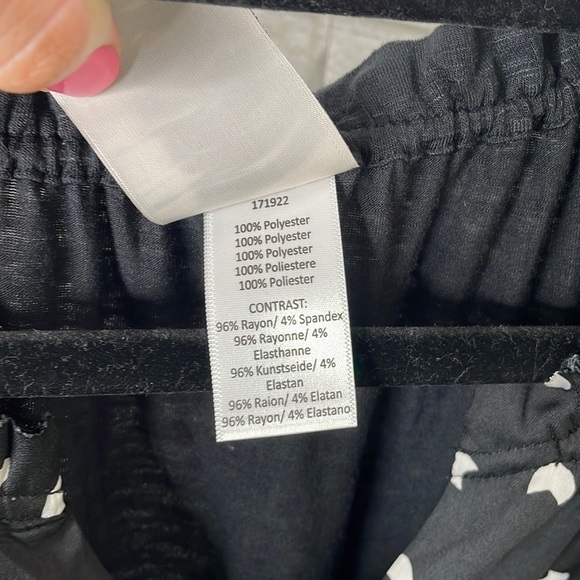 171922
100% Polyester
100% Polyester
100% Polyester
100% Poliestere
100% Poliester
CONTRAST:
96% Rayon/ 4% Spandex
96% Rayonne/ 4%
Elasthanne
96% Kunstseide/ 4%
Elastan
96% Raion/ 4% Elatan
96% Rayon/ 4% Elastano